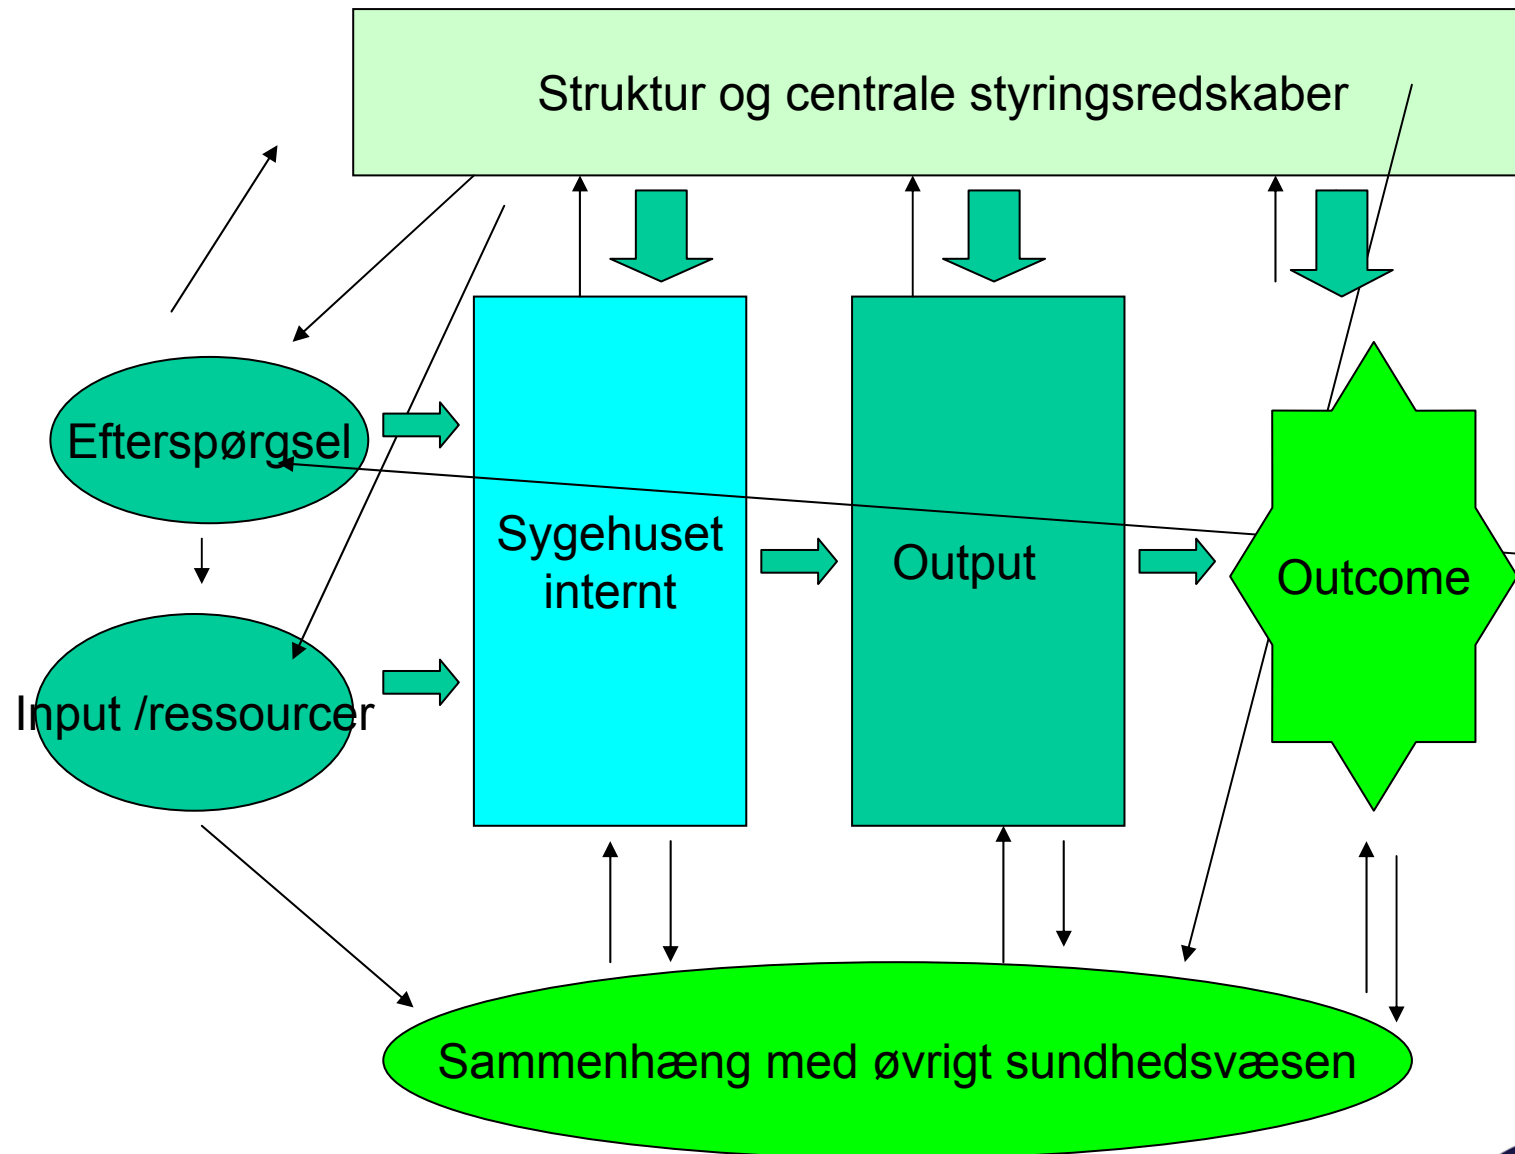 Struktur og centrale styringsredskaber
Efterspørgsel
Sygehuset
internt
Output
Outcome
Input /ressourcer
Sammenhæng med øvrigt sundhedsvæsen